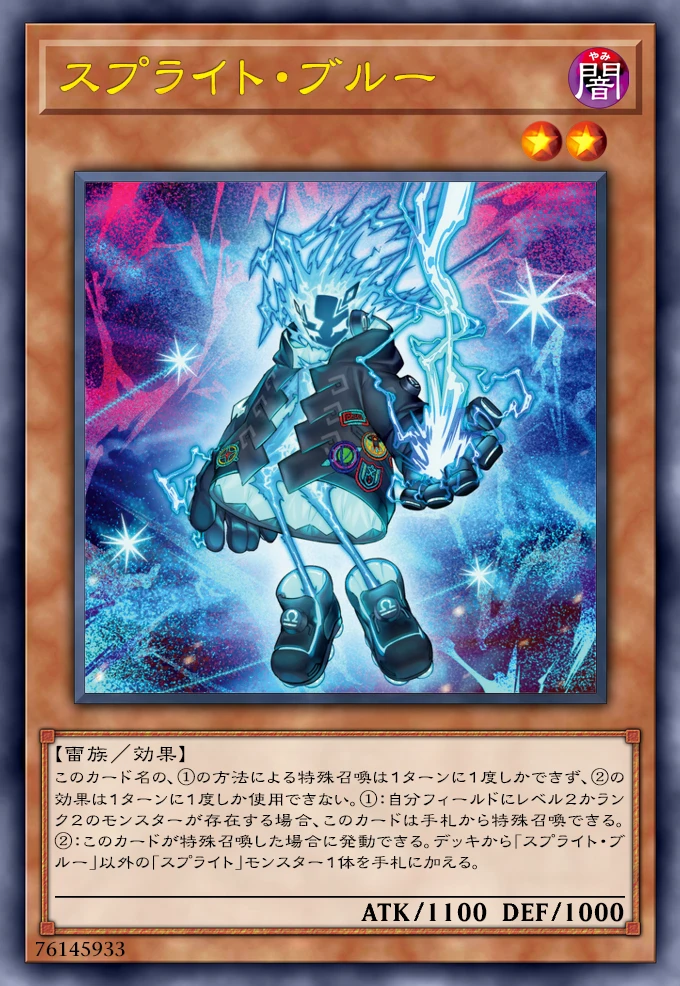 スプライト・ブルー
やみ
闇
【雷族／効果】
このカード名の、①の方法による特殊召喚は１ターンに１度しかできず、②の
効果は１ターンに１度しか使用できない。①：自分フィールドにレベル２かラン
ク２のモンスターが存在する場合、このカードは手札から特殊召喚できる。
②：このカードが特殊召喚した場合に発動できる。デッキから「スプライト・ブ
ルー」以外の「スプライト」モンスター１体を手札に加える。
ATK/1100 DEF/1000
76145933